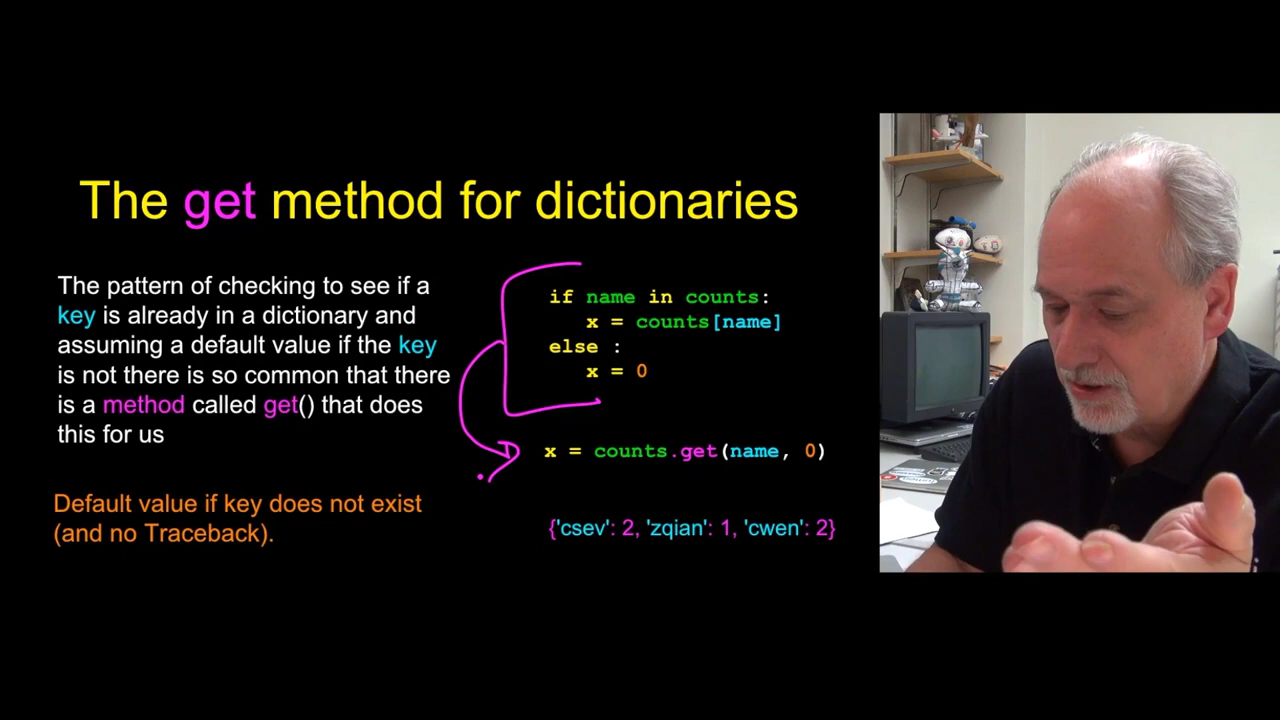 The get method for dictionaries
The pattern of checking to see if a
key is already in a dictionary and
assuming a default value if the key
is not there is so common that there
is a method called get() that does
this for us
Default value if key does not exist
(and no Traceback).
if name in counts:
    x = counts[name]
else :
    x = 0
x = counts.get(name, 0)
{'csev': 2, 'zqian': 1, 'cwen': 2}